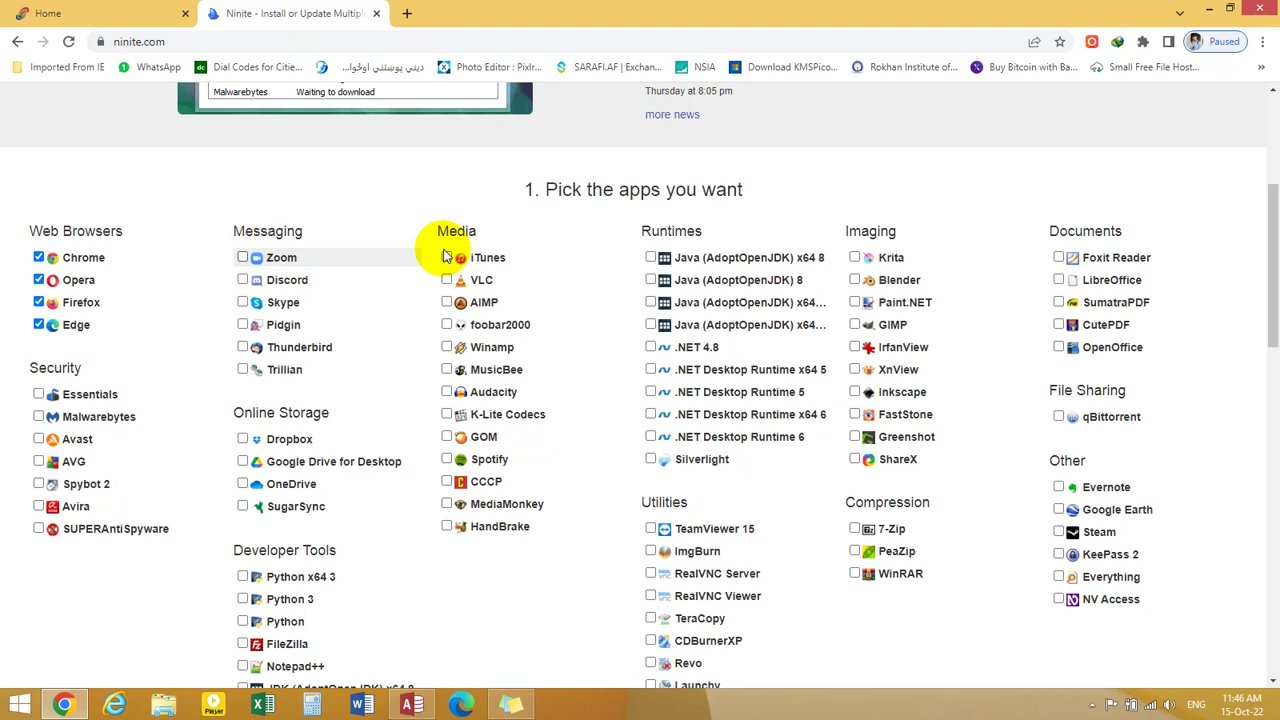 Home
Ninite - Install or Update Multipl
ninite.com
Paused
Imported From IE
WhatsApp
Dial Codes for Citie...
Photo Editor : Pixlr...
SARAFI.AF | Exchan...
NSIA
Download KMSPico...
Rokhan Institute of...
Buy Bitcoin with Ba...
Small File Host...
Malwarebytes Waiting to download
Thursday at 8:05 pm
more news
1. Pick the apps you want
Web Browsers
Chrome
Opera
Firefox
Edge
Security
Essentials
Malwarebytes
Avast
AVG
Spybot 2
Avira
SUPERAntiSpyware
Messaging
Zoom
Discord
Skype
Pidgin
Thunderbird
Trillian
Online Storage
Dropbox
Google Drive for Desktop
OneDrive
SugarSync
Developer Tools
Python x64 3
Python 3
Python
FileZilla
Notepad++
JDK (AdoptOpenJDK) x64 8
Media
iTunes
VLC
AIMP
foobar2000
Winamp
MusicBee
Audacity
K-Lite Codecs
GOM
Spotify
CCCP
MediaMonkey
HandBrake
Runtimes
Java (AdoptOpenJDK) x64 8
Java (AdoptOpenJDK) 8
Java (AdoptOpenJDK) x64...
Java (AdoptOpenJDK) x64...
.NET 4.8
.NET Desktop Runtime x64 5
.NET Desktop Runtime 5
.NET Desktop Runtime x64 6
.NET Desktop Runtime 6
Silverlight
Utilities
TeamViewer 15
ImgBurn
RealVNC Server
RealVNC Viewer
TeraCopy
CDBurnerXP
Revo
Launchy
Imaging
Krita
Blender
Paint.NET
GIMP
IrfanView
XnView
Inkscape
FastStone
Greenshot
ShareX
Compression
7-Zip
PeaZip
WinRAR
Documents
Foxit Reader
LibreOffice
SumatraPDF
CutePDF
OpenOffice
File Sharing
qBittorrent
Other
Evernote
Google Earth
Steam
KeePass 2
Everything
NV Access
Player
ENG
11:46 AM
15-Oct-22